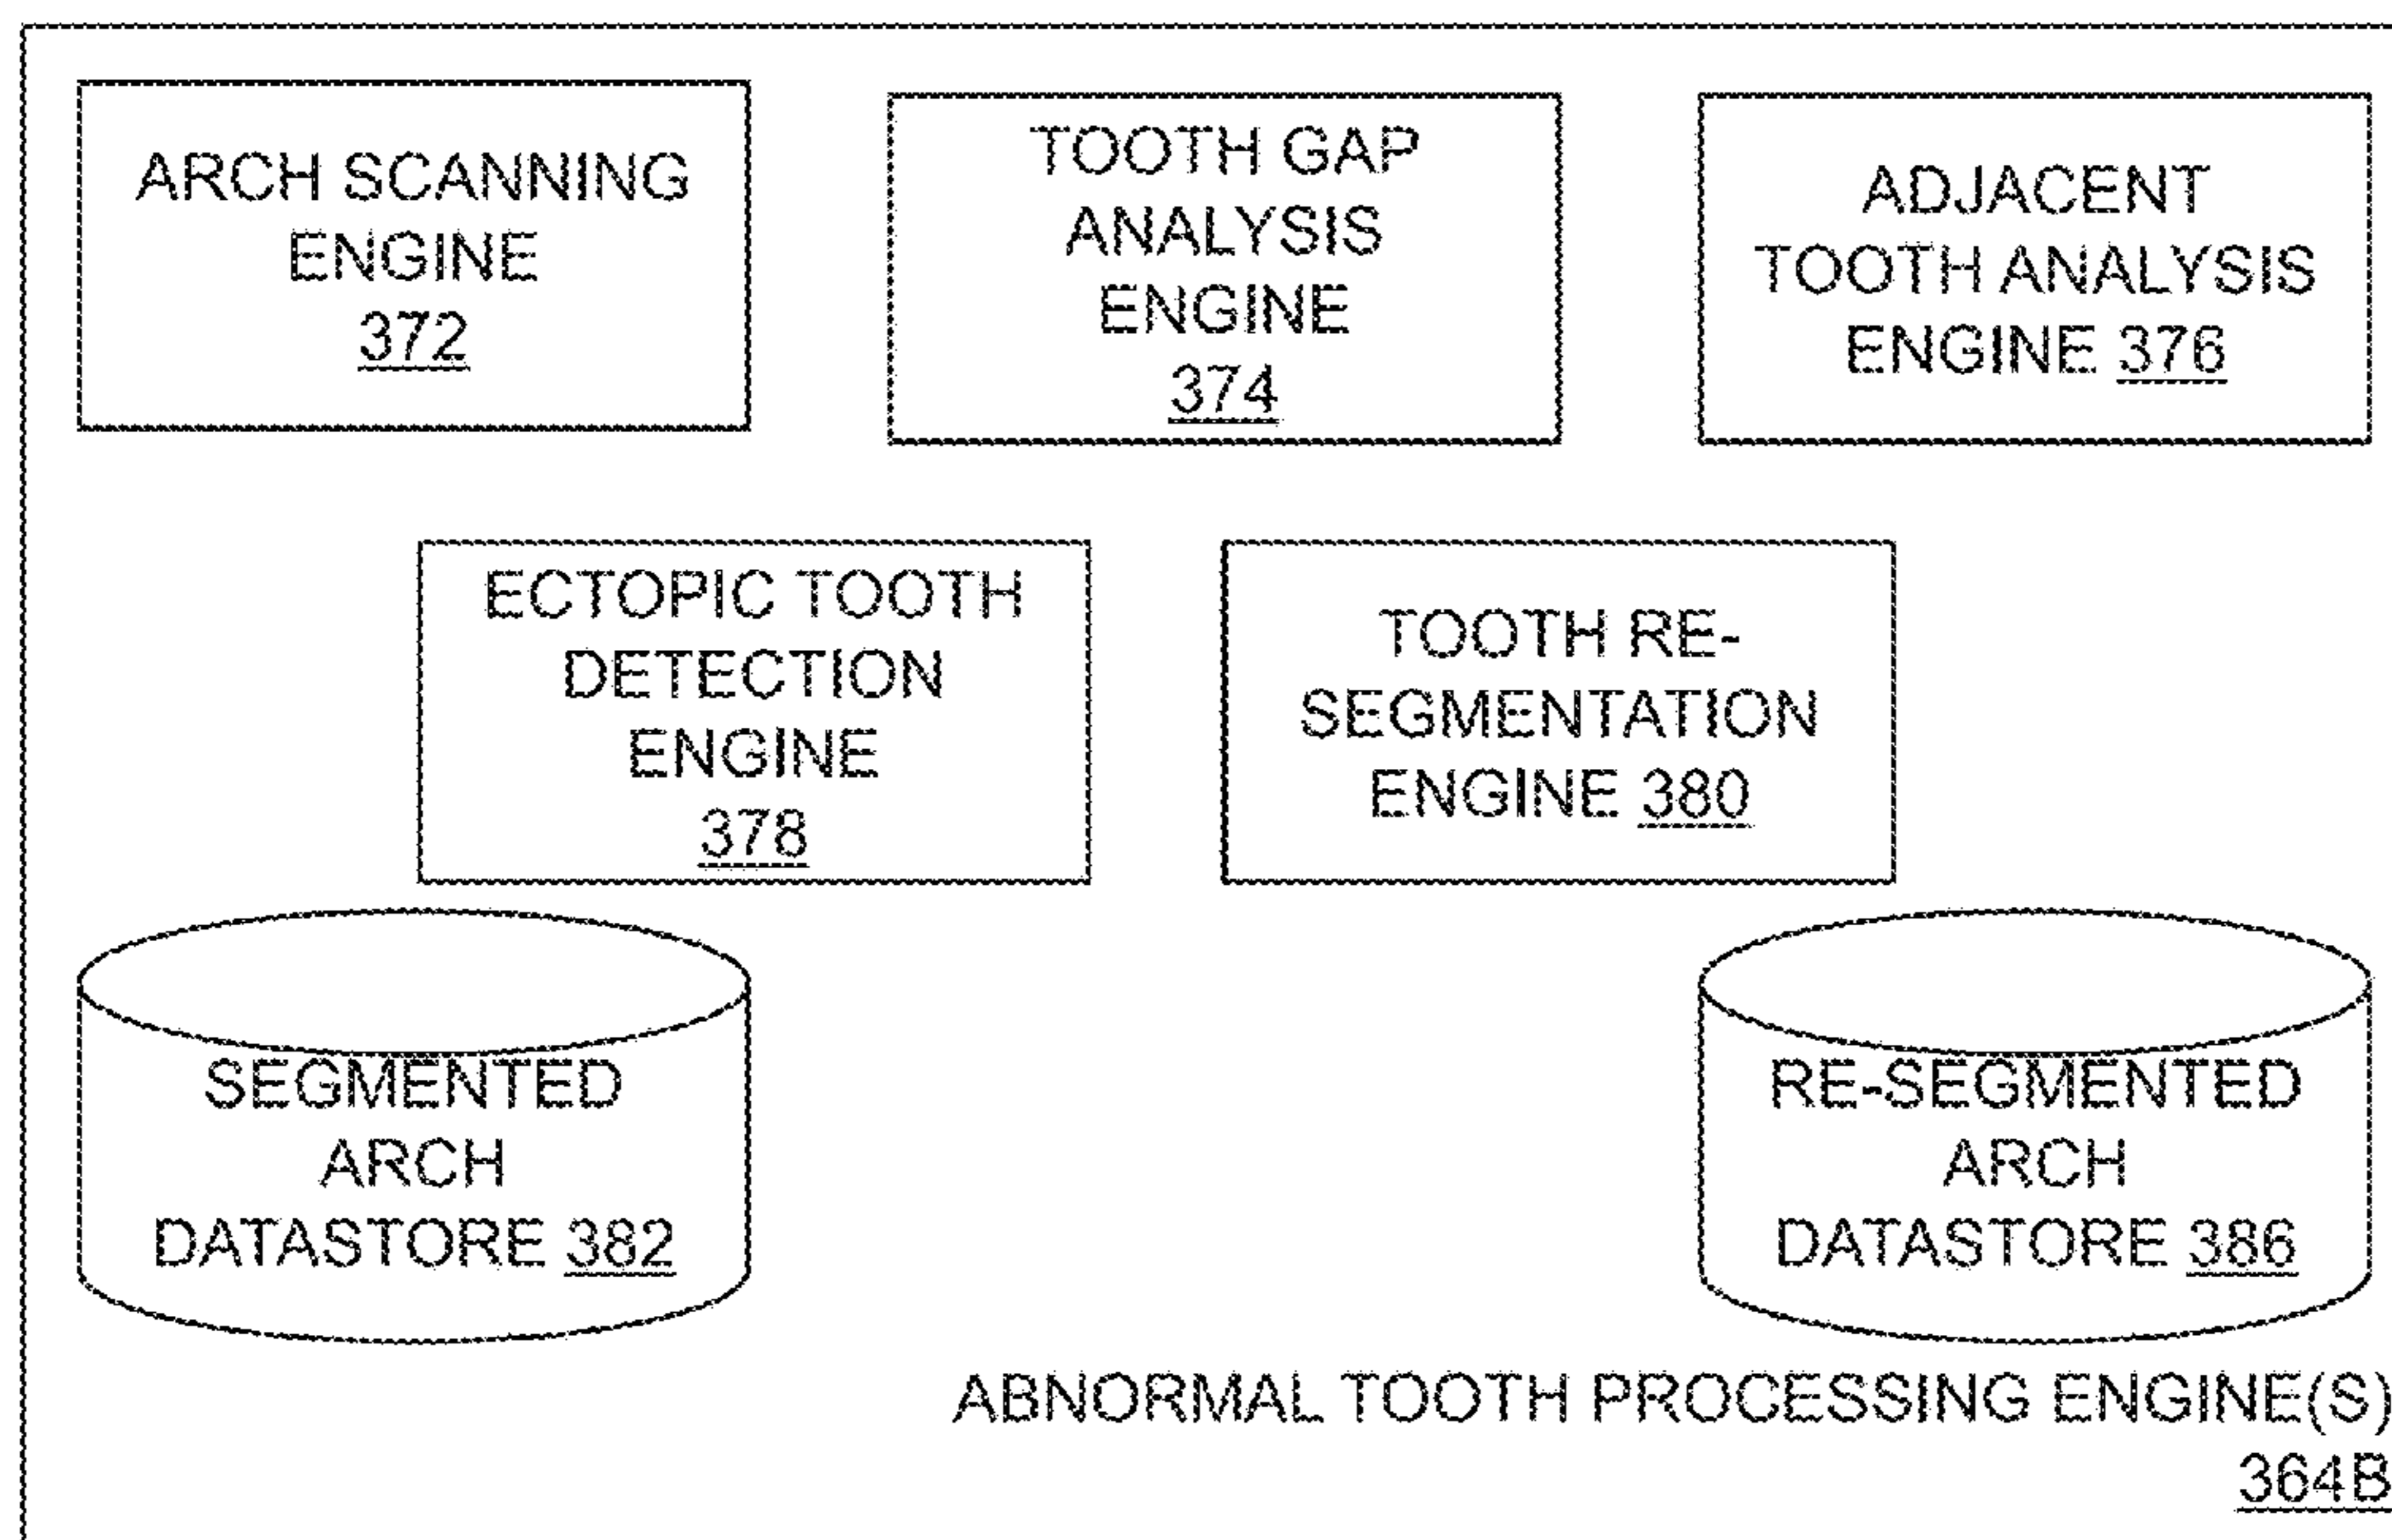 ARCH SCANNING
ENGINE
372
TOOTH GAP
ANALYSIS
ENGINE
374
ADJACENT
TOOTH ANALYSIS
ENGINE 376
ECTOPIC TOOTH
DETECTION
ENGINE
378
TOOTH RE-
SEGMENTATION
ENGINE 380
SEGMENTED
ARCH
DATASTORE 382
RE-SEGMENTED
ARCH
DATASTORE 386
ABNORMAL TOOTH PROCESSING ENGINE(S)
364B